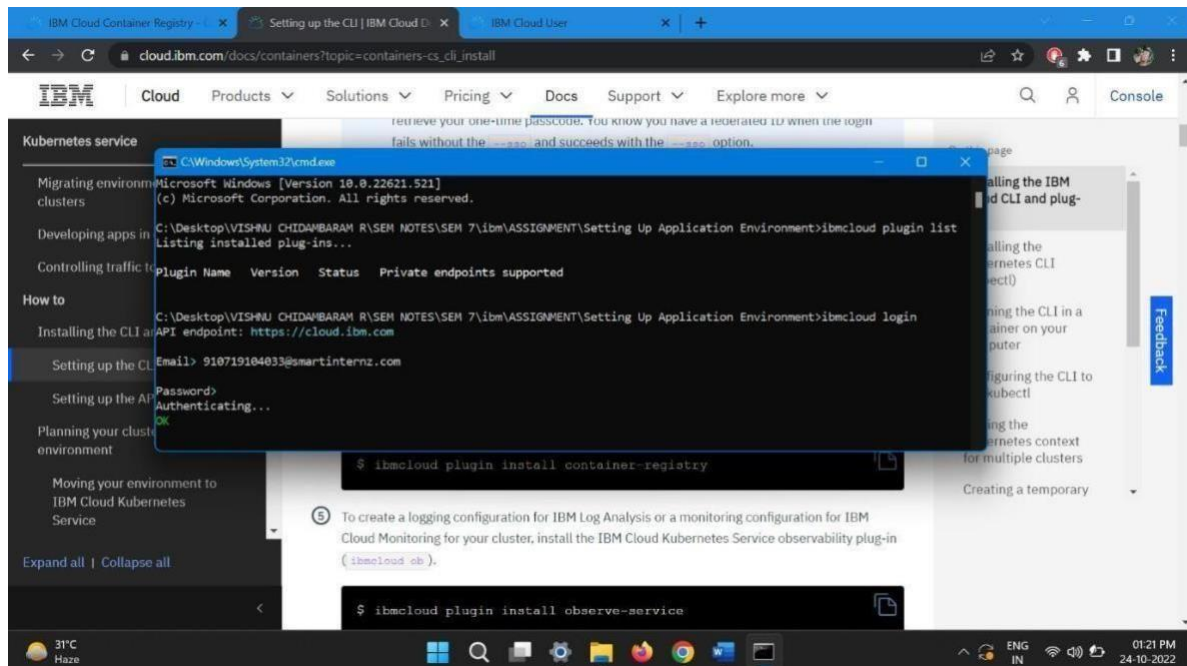 IBM Cloud Container Registry -
Setting up the CLI | IBM Cloud D
IBM Cloud User
cloud.ibm.com/docs/containers?topic=containers-cs_cli_install
IBM Cloud Products Solutions Pricing Docs Support Explore more Console
Kubernetes service
Migrating environm
clusters
Developing apps in
Controlling traffic to
How to
Installing the CLI an
Setting up the CL
Setting up the AP
Planning your cluste
environment
Moving your environment to
IBM Cloud Kubernetes
Service
Expand all | Collapse all
retrieve your one-time passcode. You know you have a federated ID when the login
fails without the --sso and succeeds with the --sso option.
C:\Windows\System32\cmd.exe
Microsoft Windows [Version 10.0.22621.521]
(c) Microsoft Corporation. All rights reserved.
C:\Desktop\VISHNU CHIDAMBARAM R\SEM NOTES\SEM 7\ibm\ASSIGNMENT\Setting Up Application Environment>ibmcloud plugin list
Listing installed plug-ins...
Plugin Name Version Status Private endpoints supported
C:\Desktop\VISHNU CHIDAMBARAM R\SEM NOTES\SEM 7\ibm\ASSIGNMENT\Setting Up Application Environment>ibmcloud login
API endpoint: https://cloud.ibm.com
Email> 910719104033@smartinternz.com
Password>
Authenticating...
OK
$ ibmcloud plugin install container-registry
5 To create a logging configuration for IBM Log Analysis or a monitoring configuration for IBM
Cloud Monitoring for your cluster, install the IBM Cloud Kubernetes Service observability plug-in
( ibmcloud ob ).
$ ibmcloud plugin install observe-service
page
alling the IBM
d CLI and plug-
alling the
ernetes CLI
ectl)
ning the CLI in a
ainer on your
puter
figuring the CLI to
kubectl
ing the
ernetes context
for multiple clusters
Creating a temporary
Feedback
31°C
Haze
ENG
IN
01:21 PM
24-10-2022